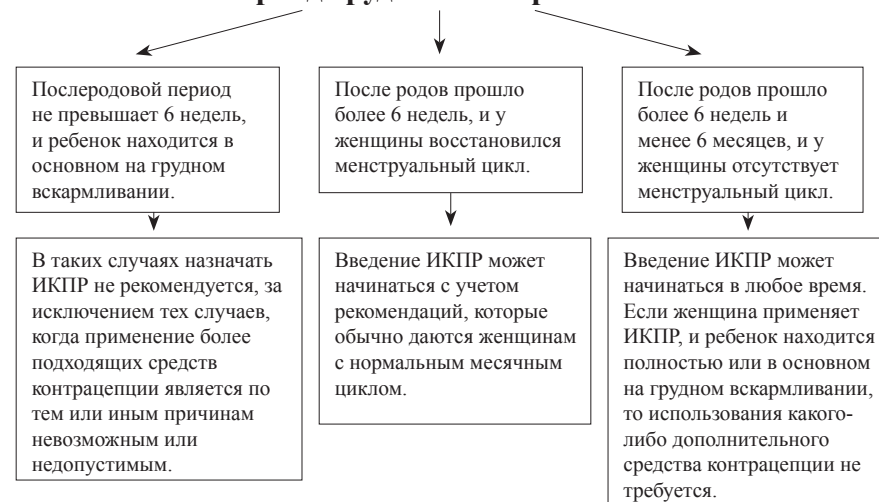 Послеродовой период
не превышает 6 недель,
и ребенок находится в
основном на грудном
вскармливании.
После родов прошло
более 6 недель, и у
женщины восстановился
менструальный цикл.
После родов прошло
более 6 недель и
менее 6 месяцев, и у
женщины отсутствует
менструальный цикл.
В таких случаях назначать
ИКПР не рекомендуется, за
исключением тех случаев,
когда применение более
подходящих средств
контрацепции является по
тем или иным причинам
невозможным или
недопустимым.
Введение ИКПР может
начинаться с учетом
рекомендаций, которые
обычно даются женщинам
с нормальным месячным
циклом.
Введение ИКПР может
начинаться в любое время.
Если женщина применяет
ИКПР, и ребенок находится
полностью или в основном
на грудном вскармливании,
то использования какого-
либо дополнительного
средства контрацепции не
требуется.